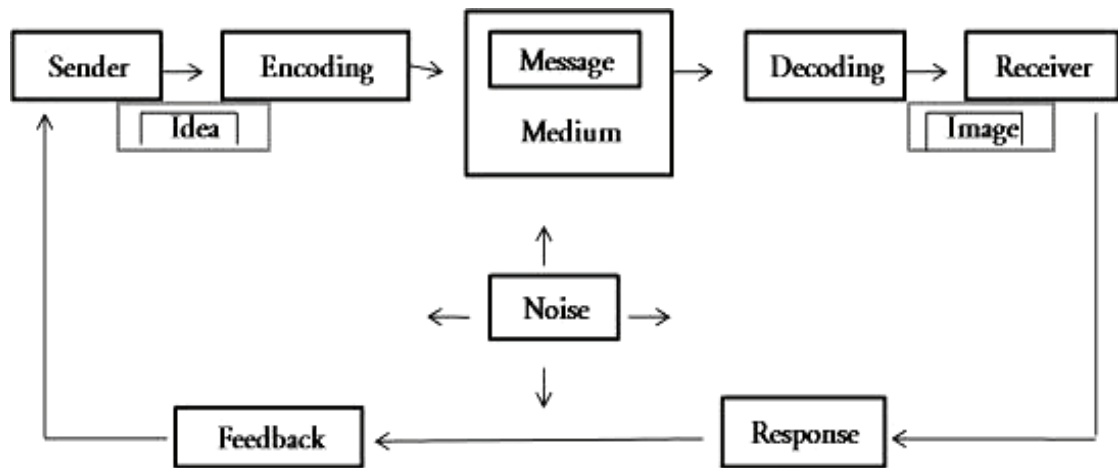 Sender
Encoding
Message
Medium
Decoding
Receiver
Idea
Image
Noise
Feedback
Response